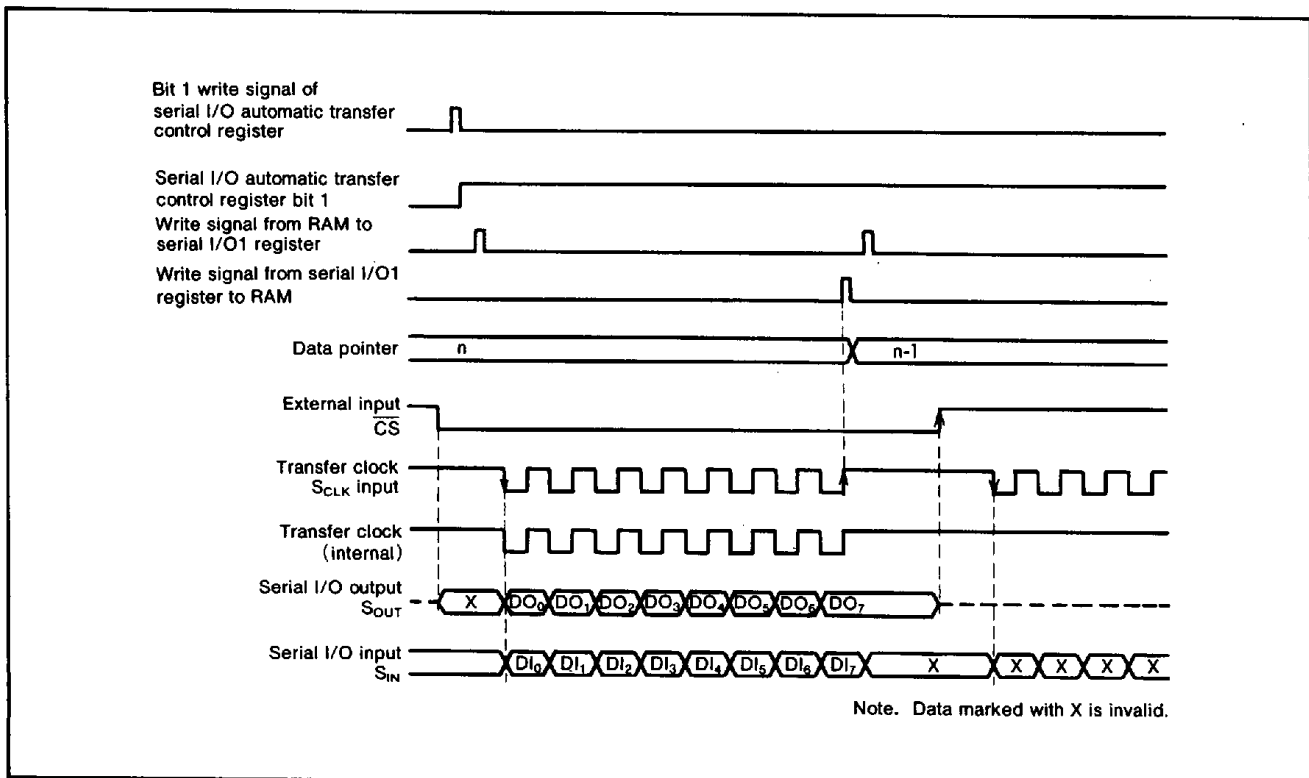 Bit 1 write signal of
serial I/O automatic transfer
control register
Serial I/O automatic transfer
control register bit 1
Write signal from RAM to
serial I/O1 register
Write signal from serial I/O1
register to RAM
Data pointer
n
n-1
External input
CS
Transfer clock
SCLK input
Transfer clock
(internal)
Serial I/O output
SOUT
X DO0 DO1 DO2 DO3 DO4 DO5 DO6 DO7
Serial I/O input
SIN
DI0 DI1 DI2 DI3 DI4 DI5 DI6 DI7 X X X X X
Note. Data marked with X is invalid.